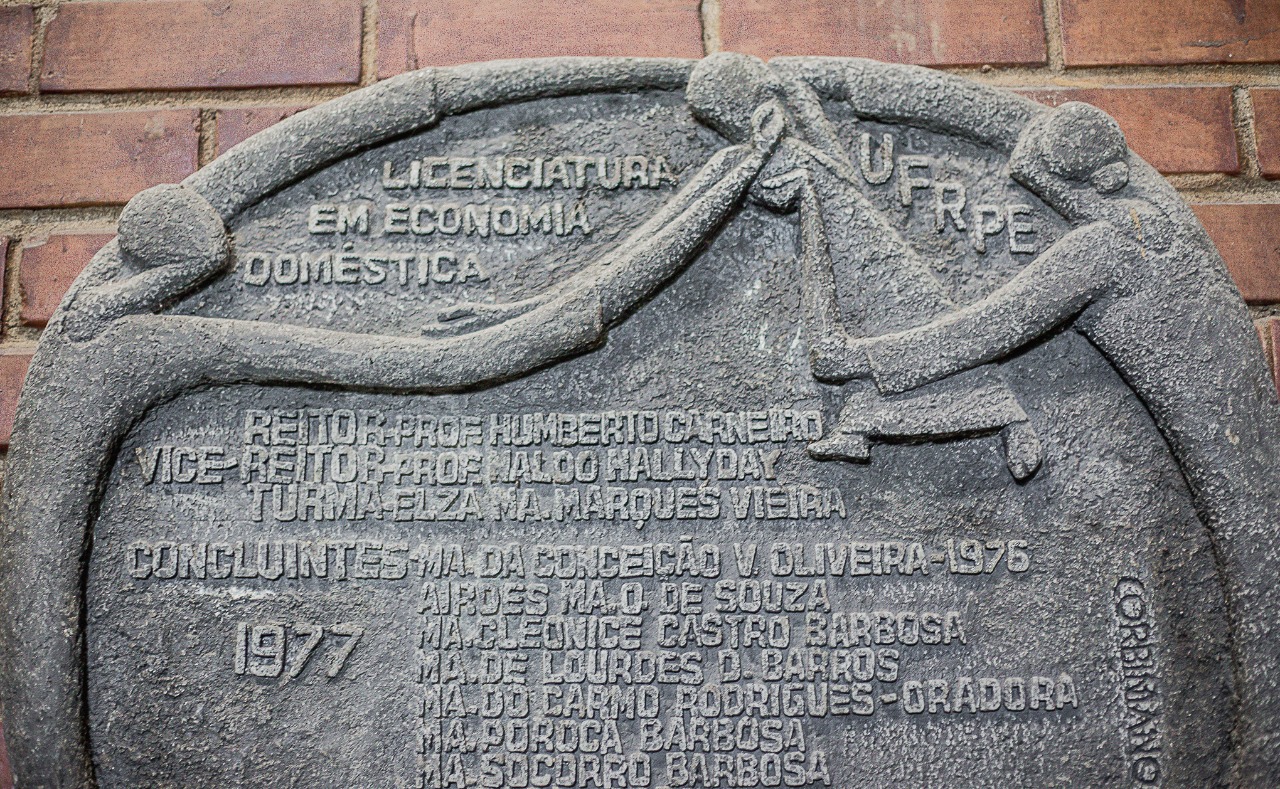 LICENCIATURA
EM ECONOMIA
DOMÉSTICA
UFRPE
REITOR-PROF HUMBERTO CARNEIRO
VICE-REITOR-PROF NALDO HALLYDAY
TURMA-ELZA MA. MARQUES VIEIRA
CONCLUINTES-MA.DA CONCEIÇÃO V. OLIVEIRA-1976
AIRDES MA.O. DE SOUZA
MA.CLEONICE CASTRO BARBOSA
1977
MA.DE LOURDES D. BARROS
MA.DO CARMO RODRIGUES-ORADORA
MA.POROCA BARBOSA
MA.SOCORRO BARBOSA
CORBINIANO